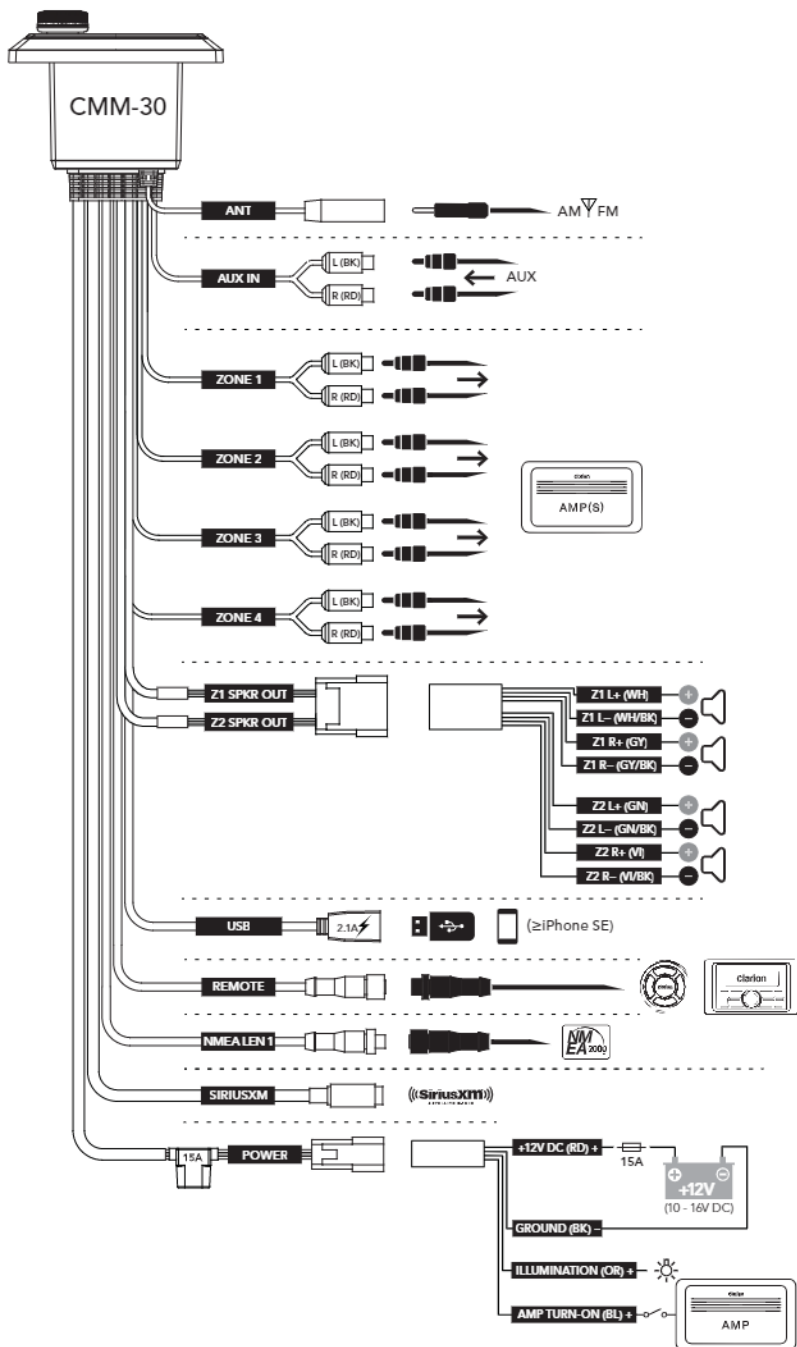 CMM-30
ANT
AM FM
AUX IN
L (BK)
R (RD)
AUX
ZONE 1
L (BK)
R (RD)
ZONE 2
L (BK)
R (RD)
Clarion
AMP(S)
ZONE 3
L (BK)
R (RD)
ZONE 4
L (BK)
R (RD)
Z1 SPKR OUT
Z2 SPKR OUT
Z1 L+ (WH) +
Z1 L– (WH/BK) –
Z1 R+ (GY) +
Z1 R– (GY/BK) –
Z2 L+ (GN) +
Z2 L– (GN/BK) –
Z2 R+ (VI) +
Z2 R– (VI/BK) –
USB
2.1A
(≥iPhone SE)
REMOTE
Clarion
NMEA LEN 1
NMEA 2000
SIRIUSXM
((SiriusXM))
15A
POWER
+12V DC (RD) +
15A
+ –
+12V
(10 - 16V DC)
GROUND (BK) –
ILLUMINATION (OR) +
AMP TURN-ON (BL) +
Clarion
AMP